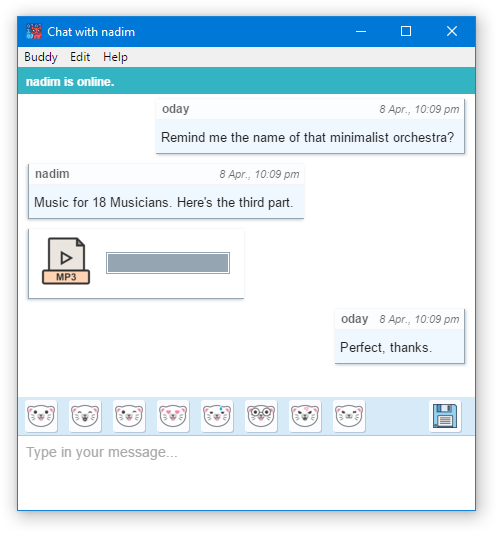 Chat with nadim
Buddy Edit Help
nadim is online.
oday 8 Apr., 10:09 pm
Remind me the name of that minimalist orchestra?
nadim 8 Apr., 10:09 pm
Music for 18 Musicians. Here's the third part.
MP3
oday 8 Apr., 10:09 pm
Perfect, thanks.
Type in your message...